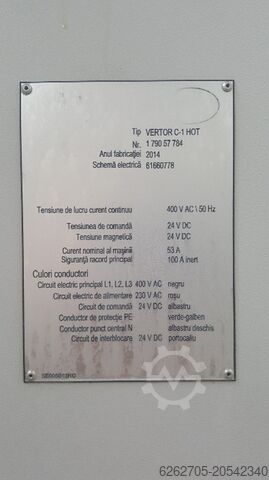 Tip VERTOR C-1 HOT
Nr. 1 790 57 784
Anul fabricației 2014
Schemă electrică 61660778
Tensiune de lucru curent continuu 400 V AC \ 50 Hz
Tensiunea de comandă 24 V DC
Tensiune magnetică 24 V DC
Curent nominal al mașinii 53 A
Siguranță racord principal 100 A inert
Culori conductori
Circuit electric principal L1, L2, L3 400 V AC negru
Circuit electric de alimentare 230 V AC roșu
Circuit de comandă 24 V DC albastru
Conductor de protecție PE verde-galben
Conductor punct central N albastru deschis
Circuit de interblocare 24 V DC portocaliu
6262705-20542340